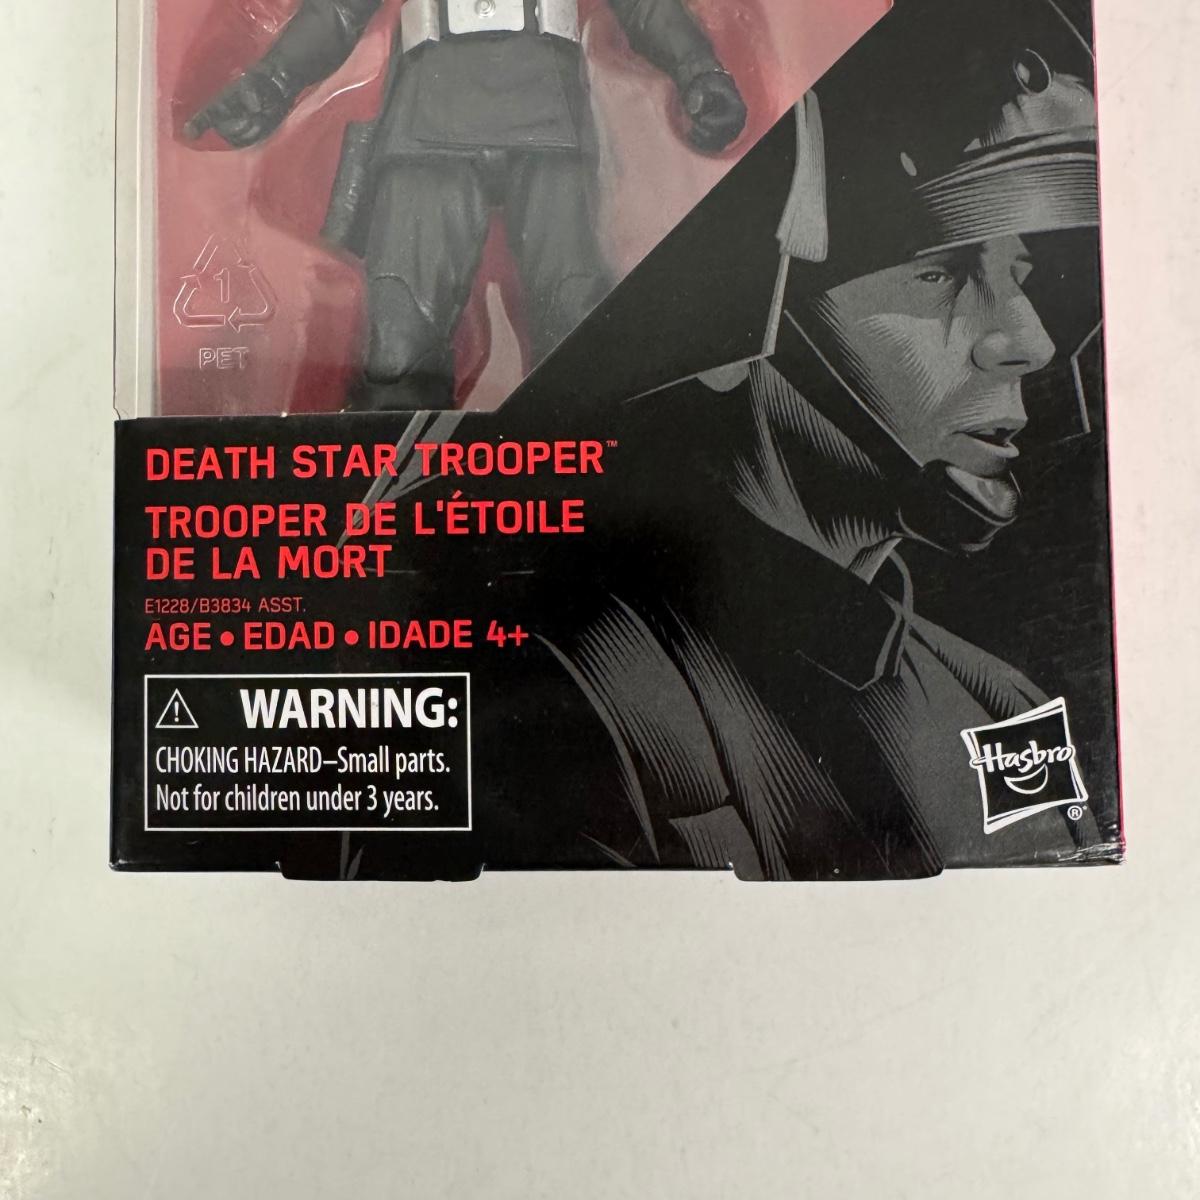 1
PET
DEATH STAR TROOPER™
TROOPER DE L'ÉTOILE
DE LA MORT
E1228/B3834 ASST.
AGE • EDAD • IDADE 4+
WARNING:
CHOKING HAZARD–Small parts.
Not for children under 3 years.
Hasbro
®